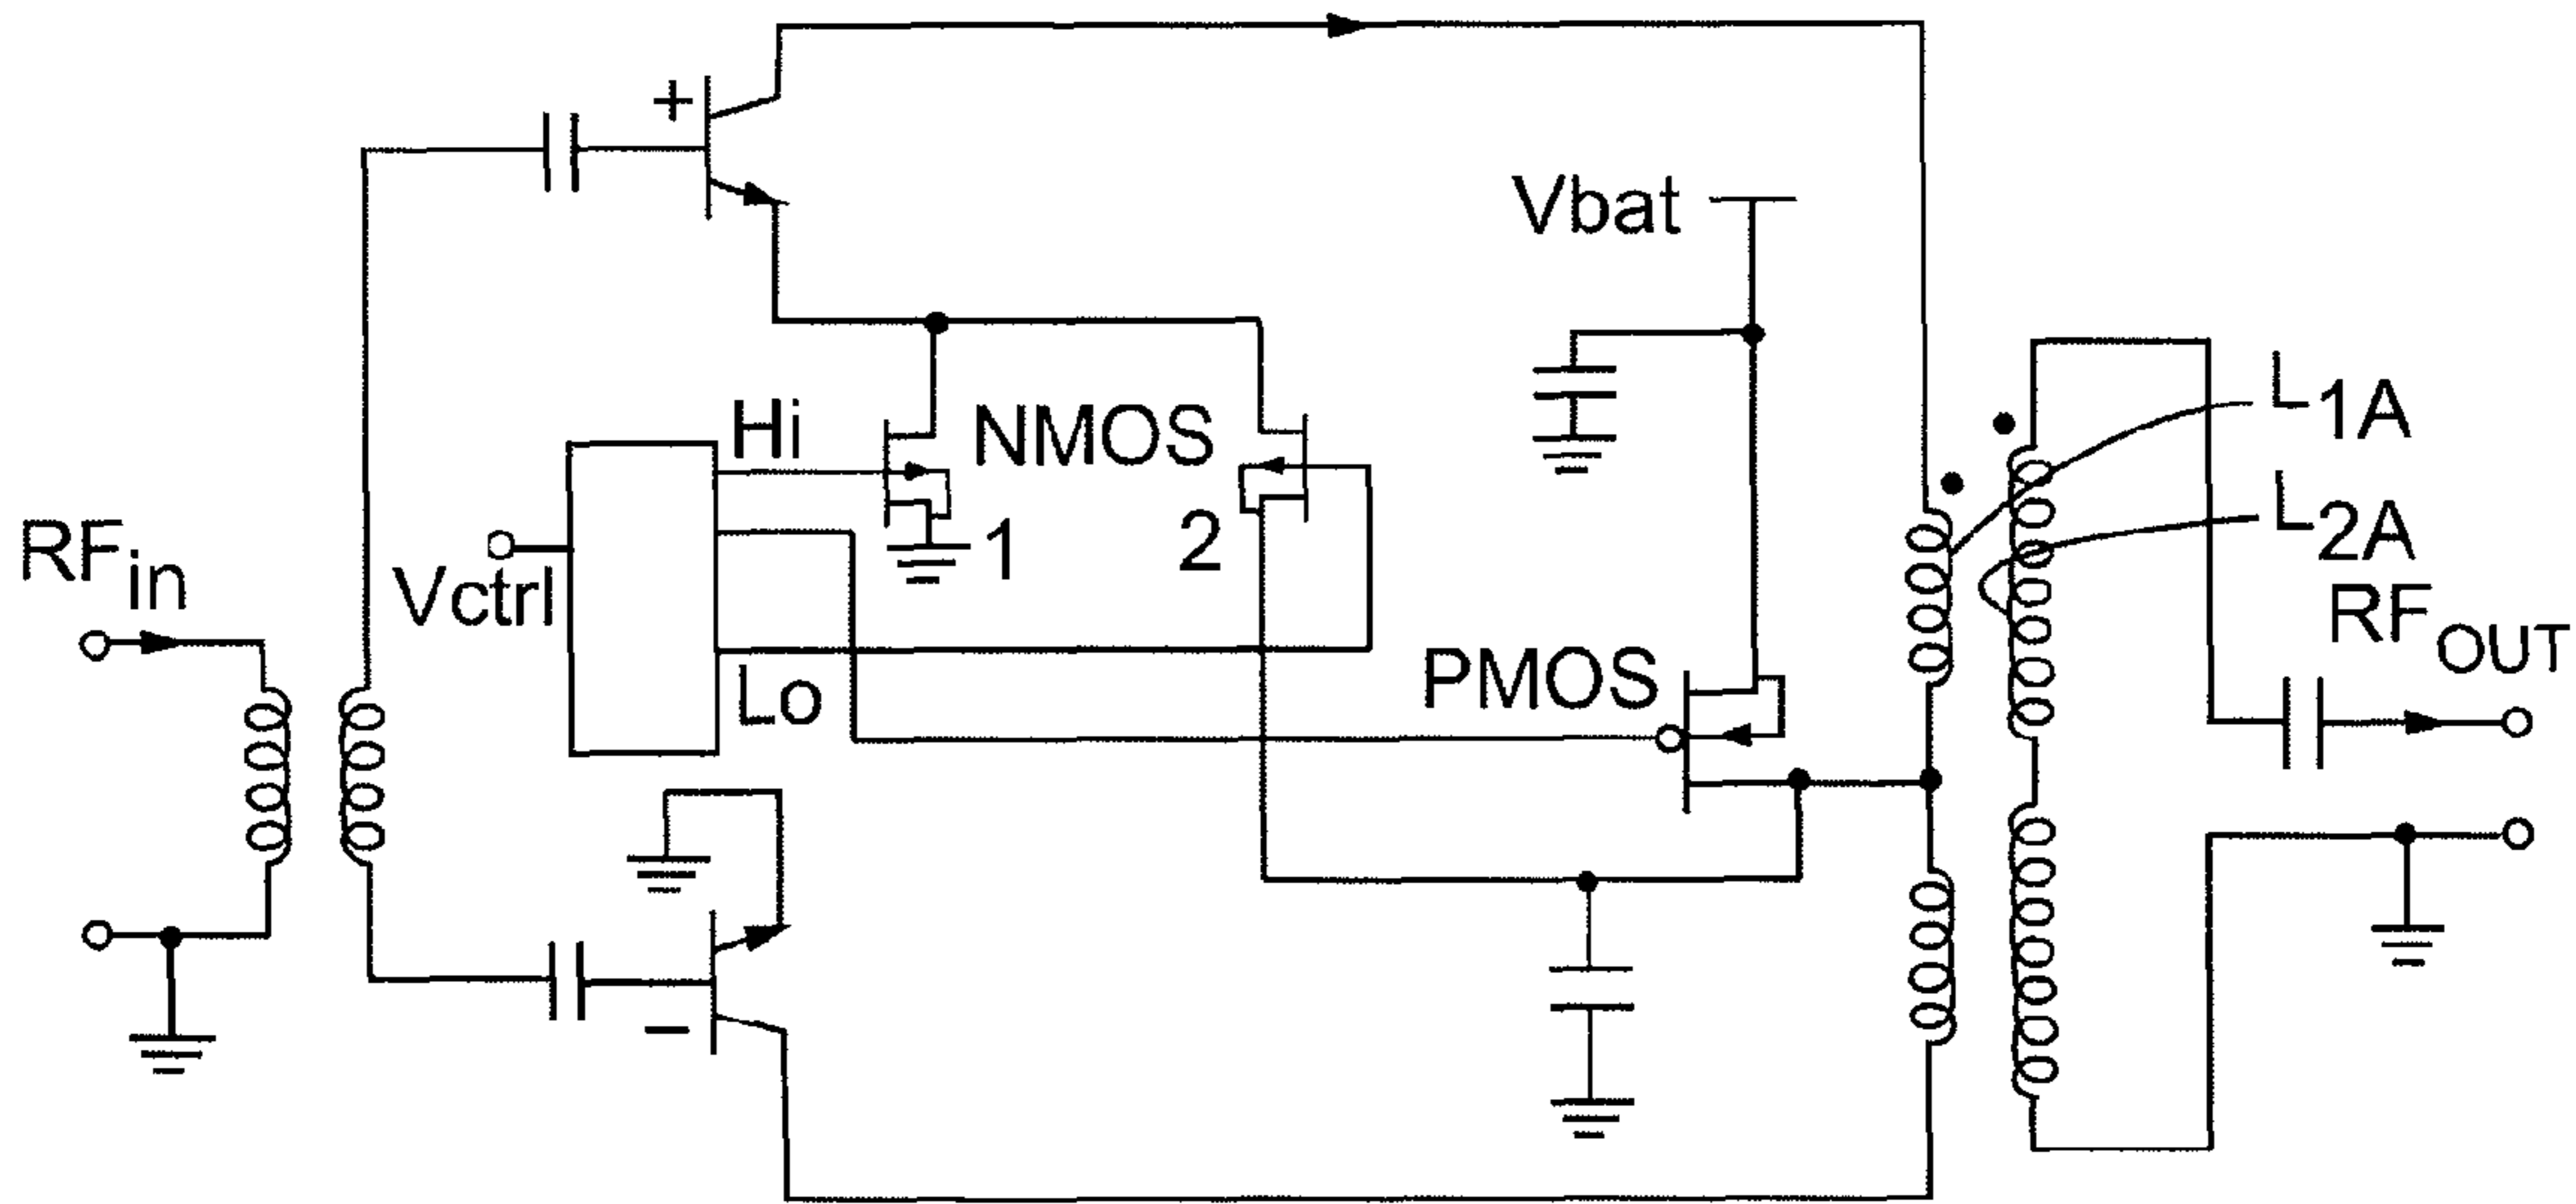 +
Vbat
Hi
NMOS
L1A
L2A
1
2
RFin
Vctrl
RFOUT
Lo
PMOS
−